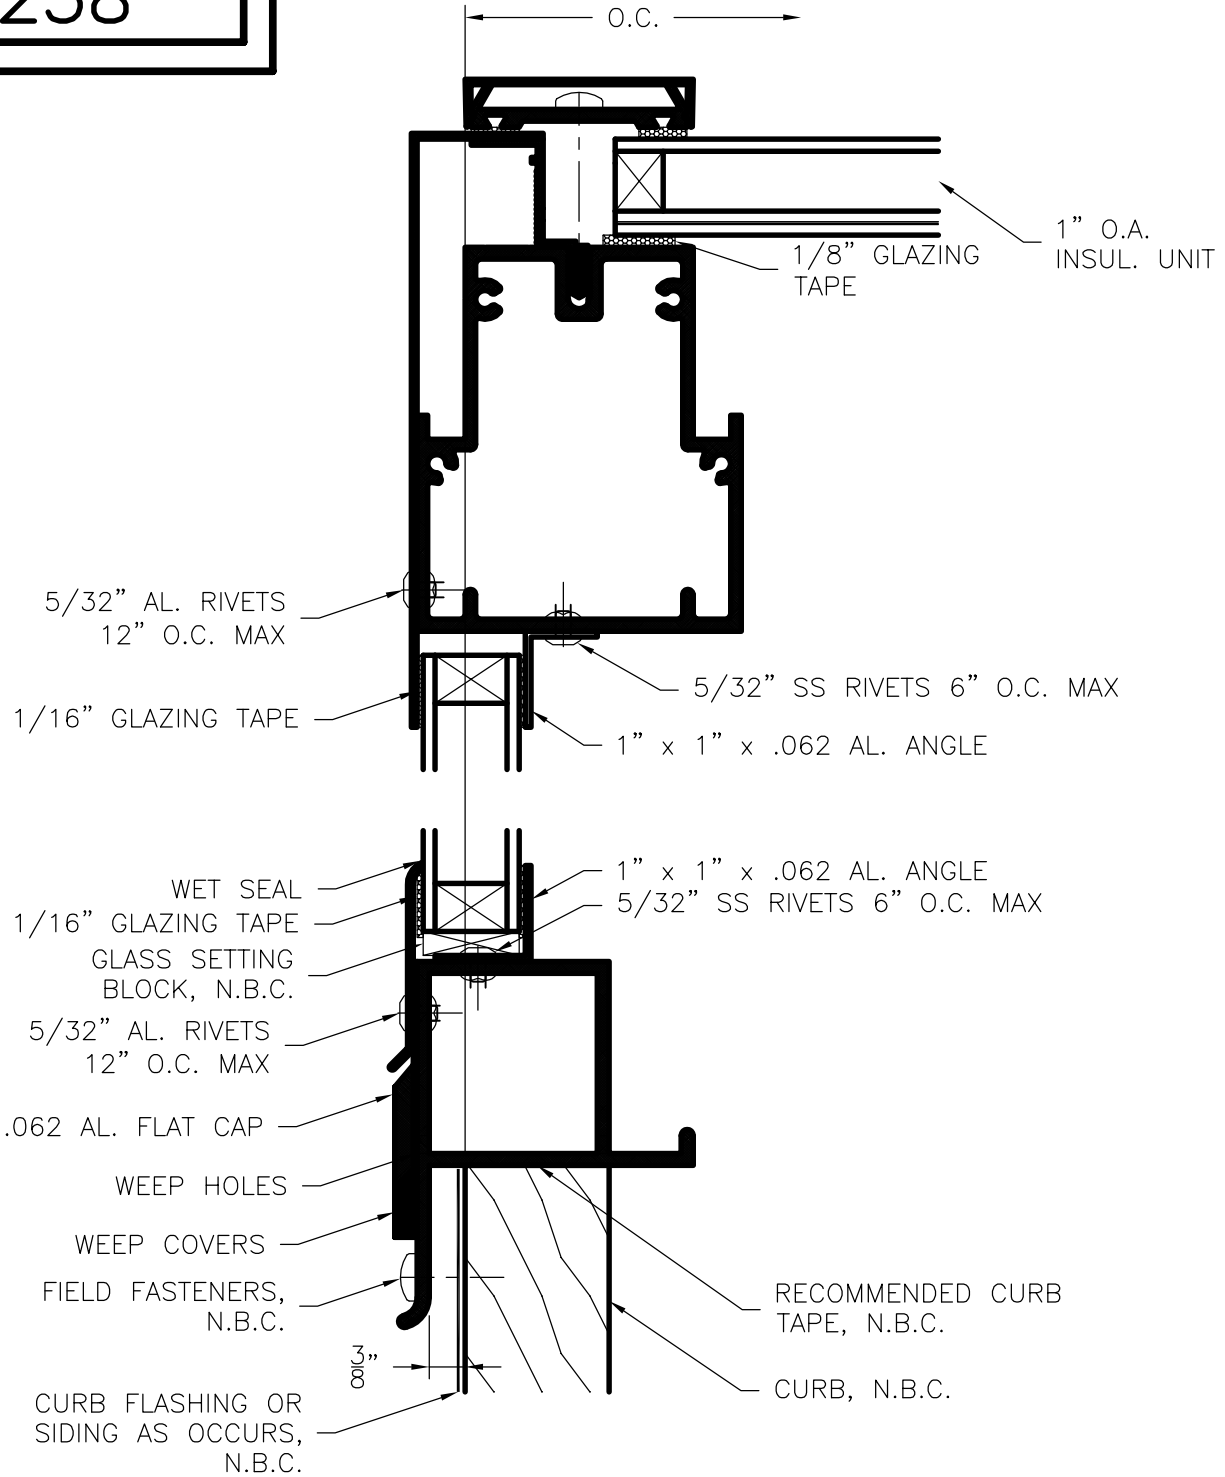 258
O.C.
1" O.A.
INSUL. UNIT
1/8" GLAZING
TAPE
5/32" AL. RIVETS
12" O.C. MAX
5/32" SS RIVETS 6" O.C. MAX
1/16" GLAZING TAPE
1" x 1" x .062 AL. ANGLE
1" x 1" x .062 AL. ANGLE
WET SEAL
5/32" SS RIVETS 6" O.C. MAX
1/16" GLAZING TAPE
GLASS SETTING
BLOCK, N.B.C.
5/32" AL. RIVETS
12" O.C. MAX
.062 AL. FLAT CAP
WEEP HOLES
WEEP COVERS
FIELD FASTENERS,
N.B.C.
RECOMMENDED CURB
TAPE, N.B.C.
3/8"
CURB, N.B.C.
CURB FLASHING OR
SIDING AS OCCURS,
N.B.C.